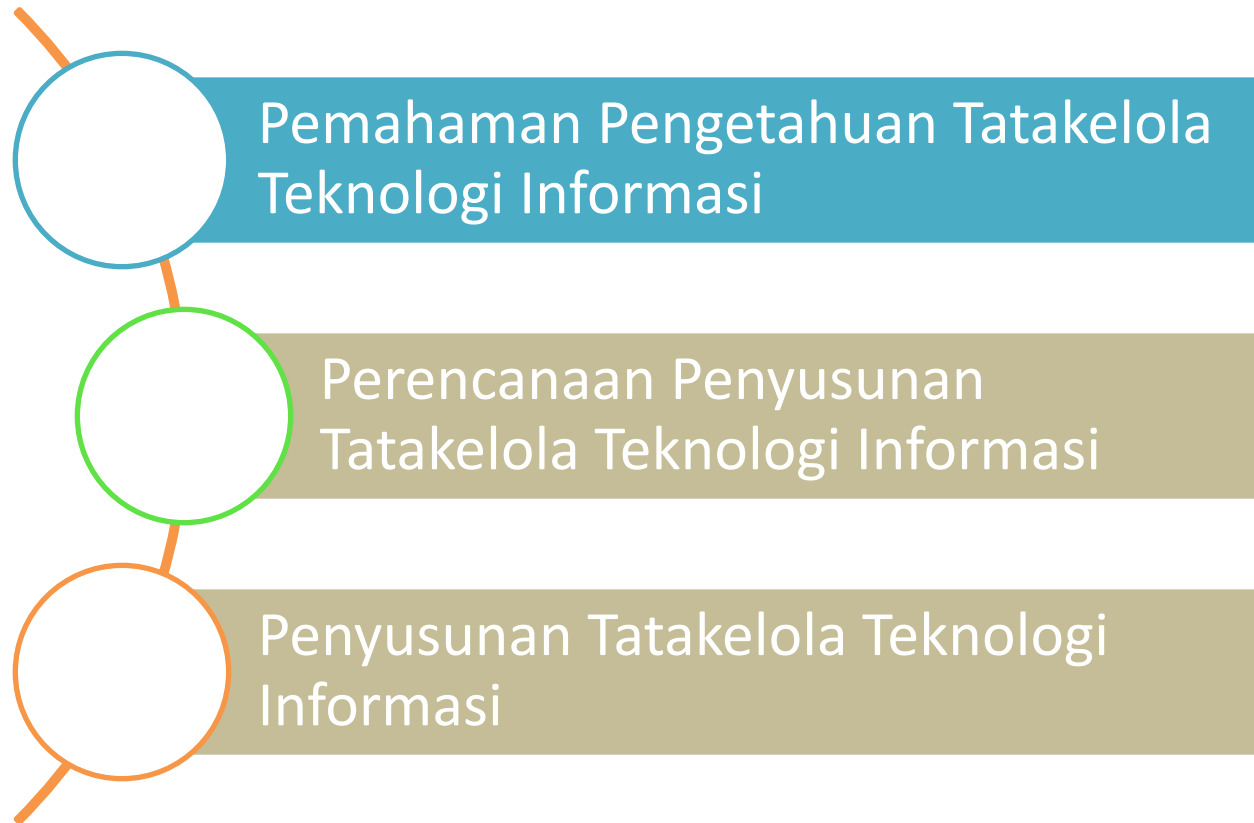 Pemahaman Pengetahuan Tatakelola
Teknologi Informasi
Perencanaan Penyusunan
Tatakelola Teknologi Informasi
Penyusunan Tatakelola Teknologi
Informasi